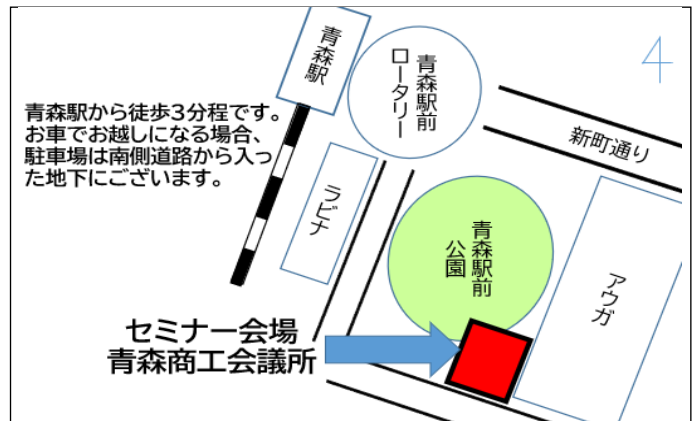 青森駅
青森駅前
ロータリー
新町通り
青森駅から徒歩3分程です。
お車でお越しになる場合、
駐車場は南側道路から入っ
た地下にございます。
ラビナ
青森駅前
公園
アウガ
セミナー会場
青森商工会議所